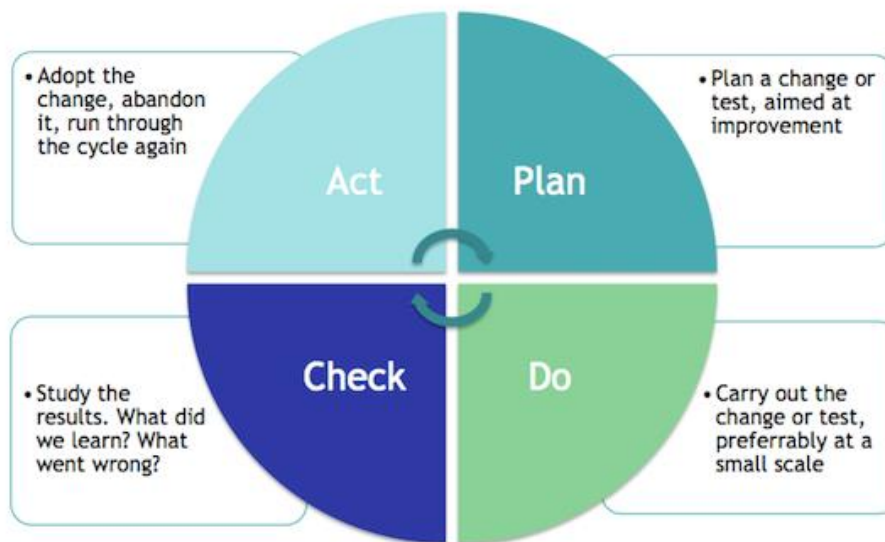 • Adopt the
change, abandon
it, run through
the cycle again
Act
Plan
• Plan a change or
test, aimed at
improvement
• Study the
results. What did
we learn? What
went wrong?
Check
Do
• Carry out the
change or test,
preferrably at a
small scale